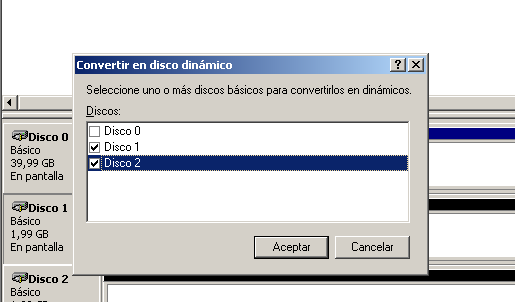 Convertir en disco dinámico
Seleccione uno o más discos básicos para convertirlos en dinámicos.
Discos:
Disco 0
Disco 1
Disco 2
Aceptar
Cancelar
Disco 0
Básico
39,99 GB
En pantalla
Disco 1
Básico
1,99 GB
En pantalla
Disco 2
Básico